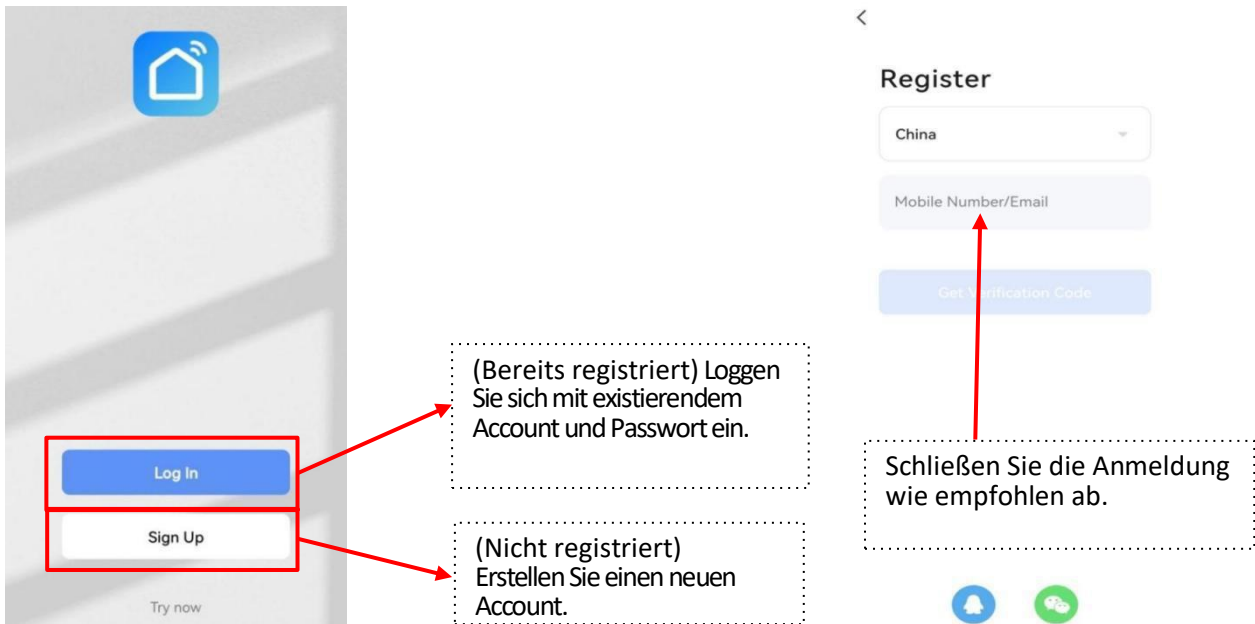 Log In
Sign Up
Try now
(Bereits registriert) Loggen
Sie sich mit existierendem
Account und Passwort ein.
(Nicht registriert)
Erstellen Sie einen neuen
Account.
Register
China
Mobile Number/Email
Get Verification Code
Schließen Sie die Anmeldung
wie empfohlen ab.